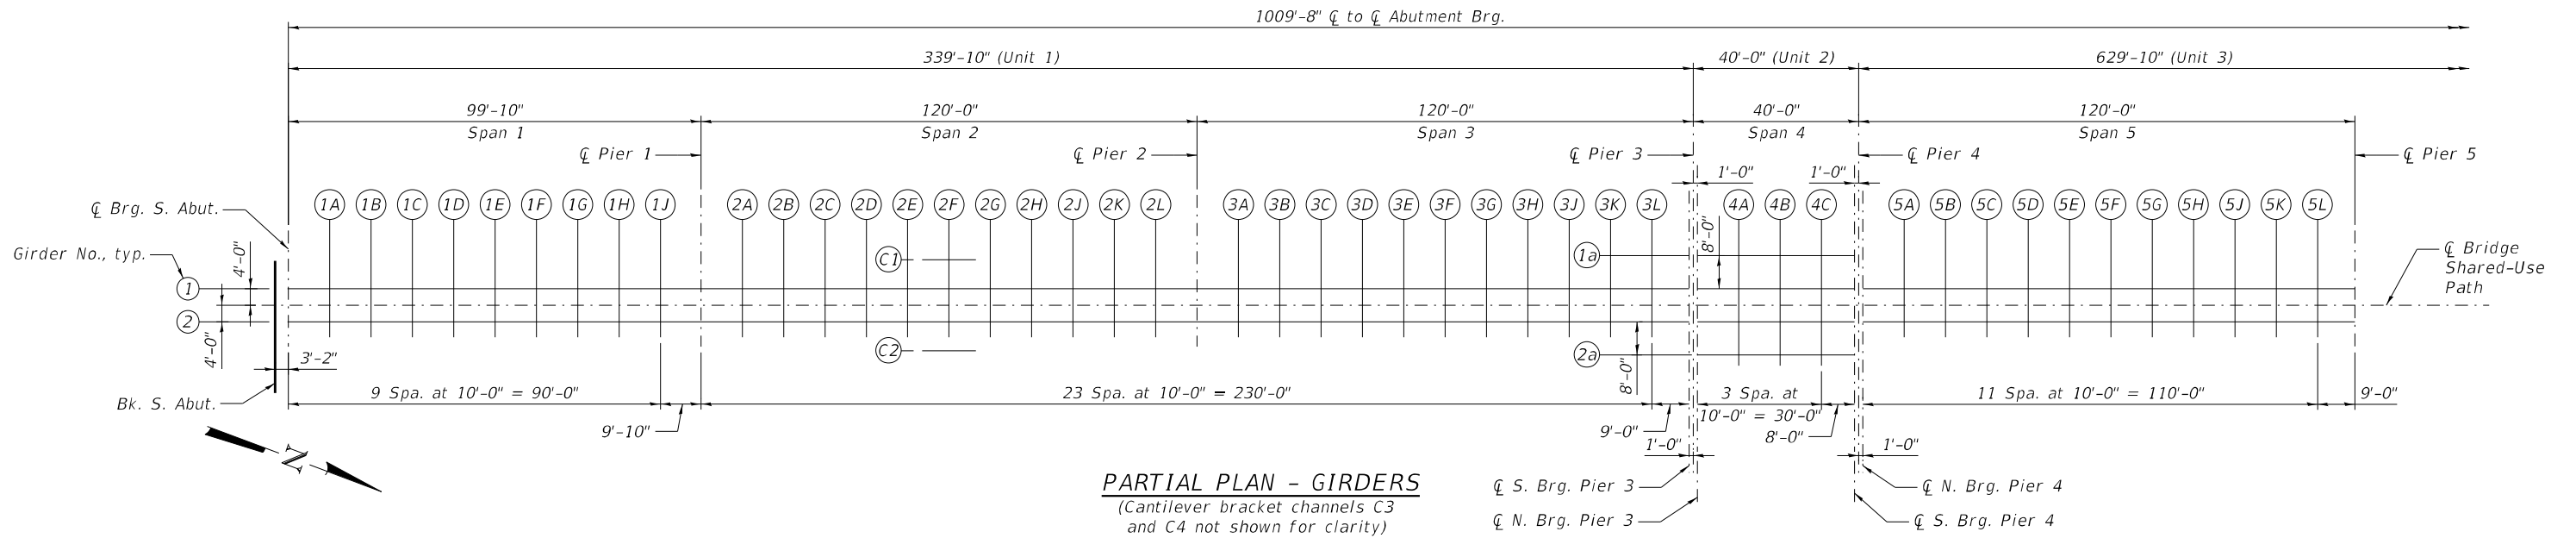 1009'-8" ℄ to ℄ Abutment Brg.
339'-10" (Unit 1)
40'-0" (Unit 2)
629'-10" (Unit 3)
99'-10"
120'-0"
120'-0"
40'-0"
120'-0"
Span 1
Span 2
Span 3
Span 4
Span 5
℄ Pier 1
℄ Pier 2
℄ Pier 3
℄ Pier 4
℄ Pier 5
1'-0"
1'-0"
℄ Brg. S. Abut.
1A
1B
1C
1D
1E
1F
1G
1H
1J
2A
2B
2C
2D
2E
2F
2G
2H
2J
2K
2L
3A
3B
3C
3D
3E
3F
3G
3H
3J
3K
3L
4A
4B
4C
5A
5B
5C
5D
5E
5F
5G
5H
5J
5K
5L
Girder No., typ.
4'-0"
C1
1a
8'-0"
℄ Bridge
Shared-Use
Path
1
2
4'-0"
3'-2"
C2
2a
8'-0"
Bk. S. Abut.
9 Spa. at 10'-0" = 90'-0"
23 Spa. at 10'-0" = 230'-0"
3 Spa. at
10'-0" = 30'-0"
11 Spa. at 10'-0" = 110'-0"
9'-0"
9'-10"
9'-0"
8'-0"
1'-0"
1'-0"
N
PARTIAL PLAN - GIRDERS
(Cantilever bracket channels C3
and C4 not shown for clarity)
℄ S. Brg. Pier 3
℄ N. Brg. Pier 3
℄ N. Brg. Pier 4
℄ S. Brg. Pier 4